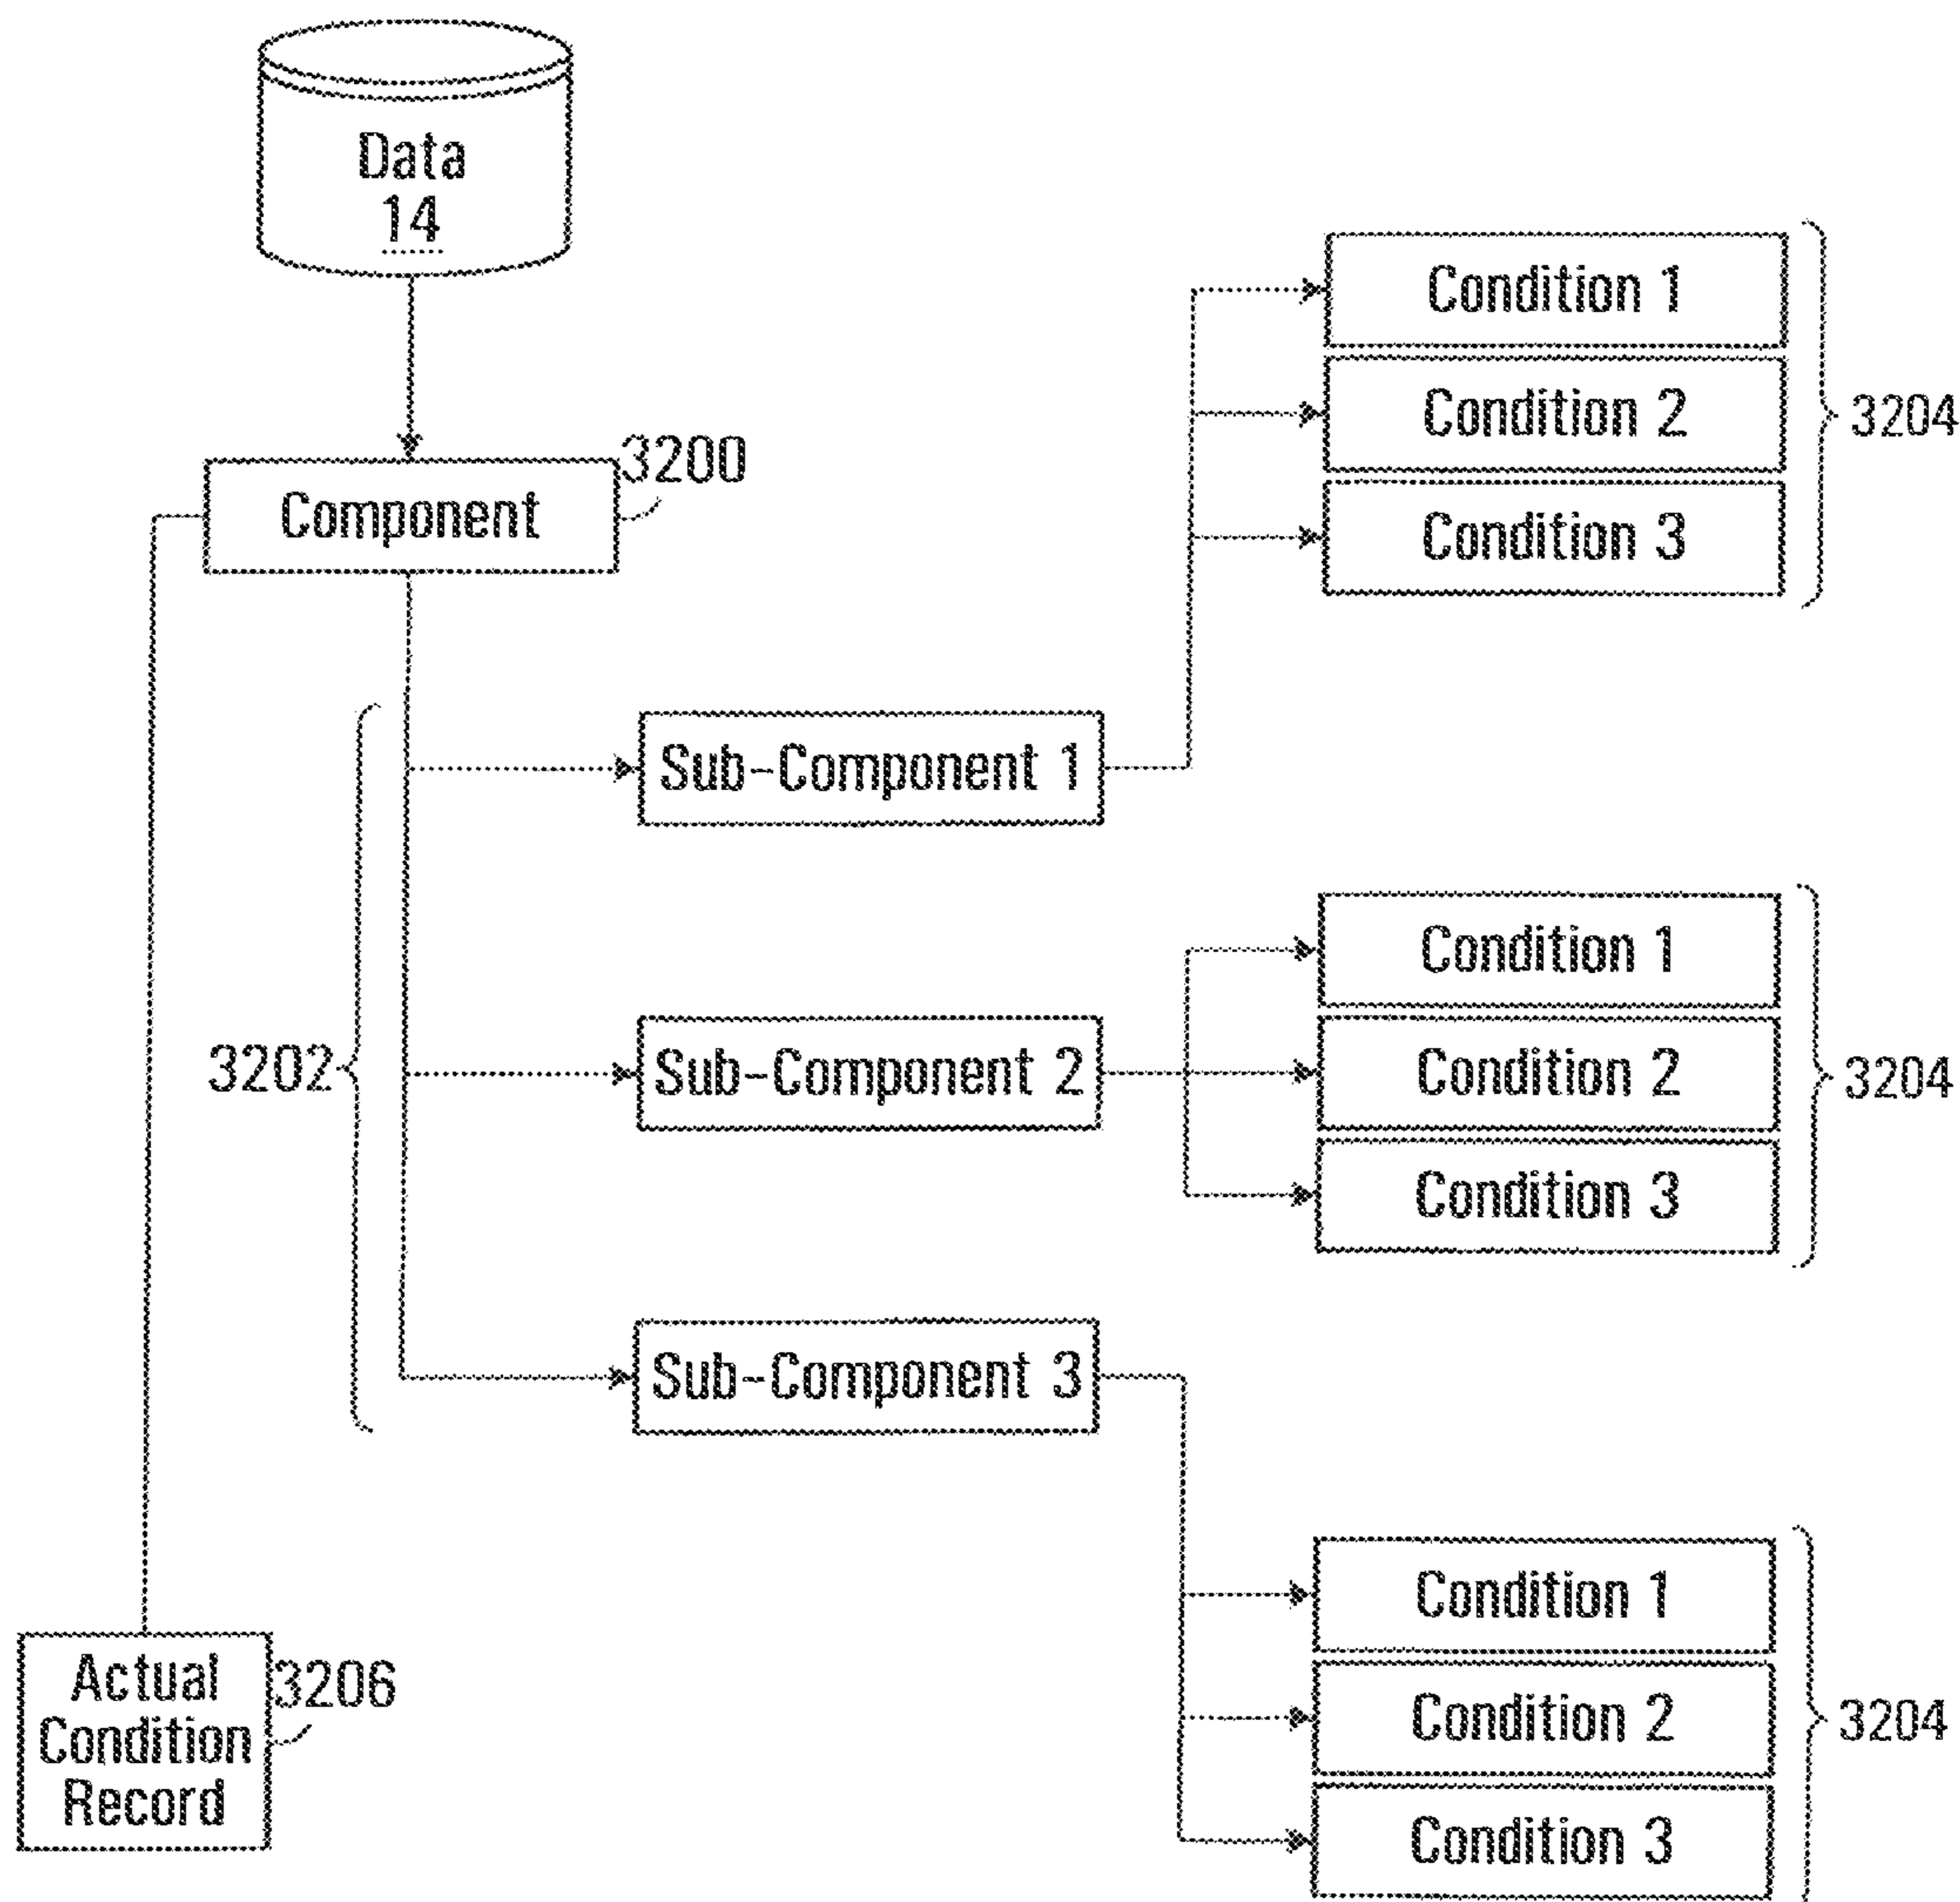 Data
14
3200
Component
Condition 1
Condition 2
Condition 3
3204
Sub-Component 1
3202
Sub-Component 2
Condition 1
Condition 2
Condition 3
3204
Sub-Component 3
Condition 1
Condition 2
Condition 3
3204
Actual
Condition
Record
3206